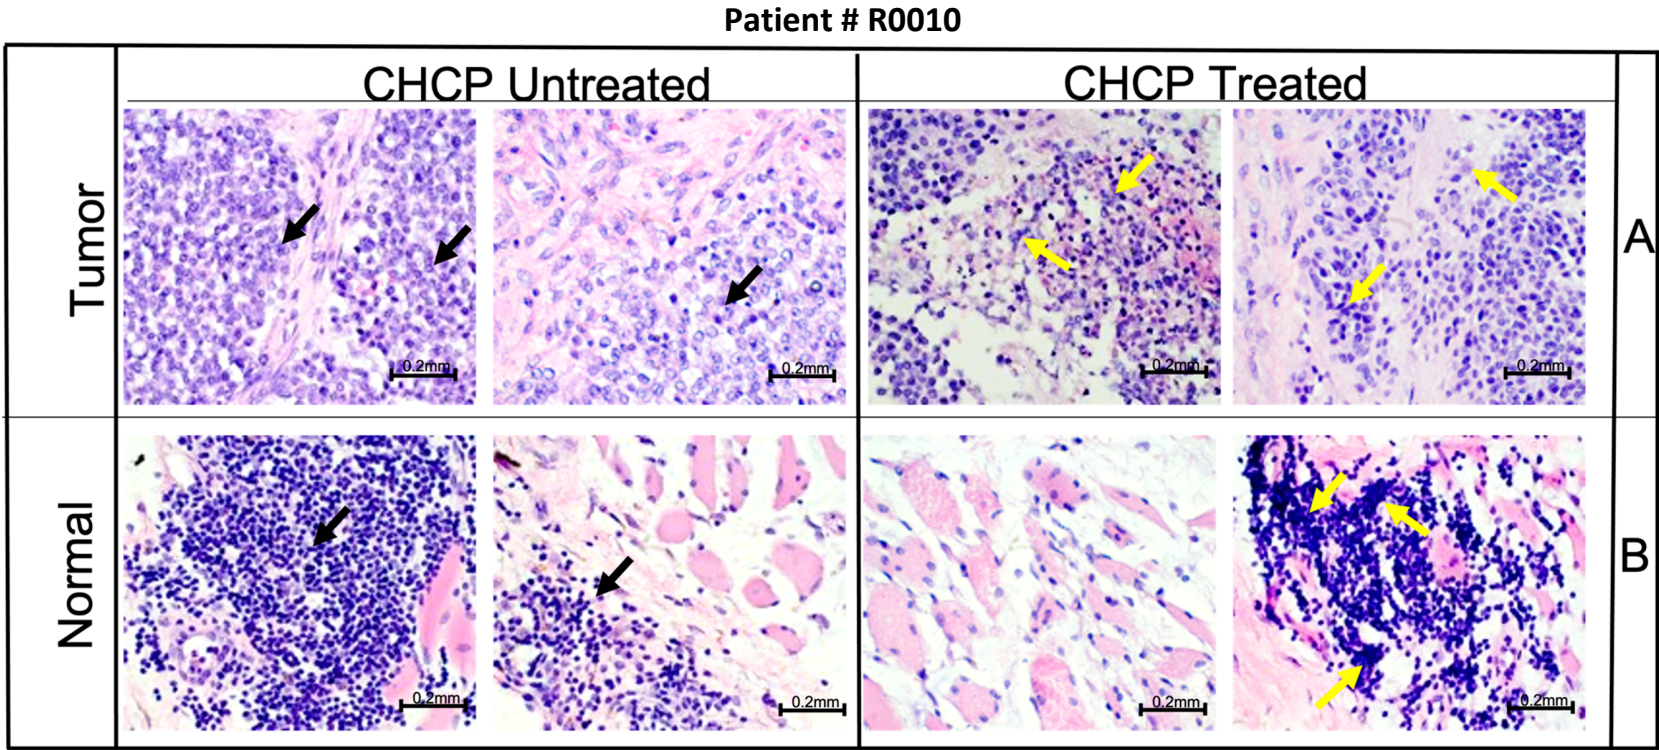 Patient # R0010
CHCP Untreated
CHCP Treated
Tumor
0.2mm
0.2mm
0.2mm
0.2mm
A
Normal
0.2mm
0.2mm
0.2mm
0.2mm
B